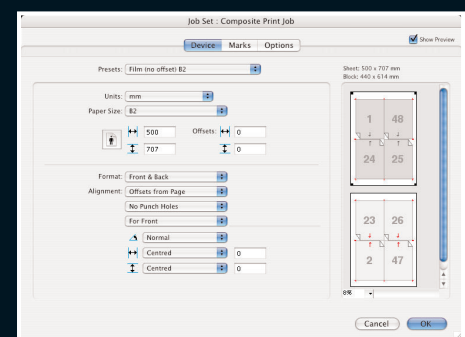 Job Set : Composite Print Job
Device Marks Options
Show Preview
Presets: Film (no offset) B2
Sheet: 500 x 707 mm
Block: 440 x 614 mm
Units: mm
Paper Size: B2
500 Offsets: 0
707 0
Format: Front & Back
Alignment: Offsets from Page
No Punch Holes
For Front
Normal
Centred 0
Centred 0
1 48
24 25
23 26
2 47
8%
Cancel OK